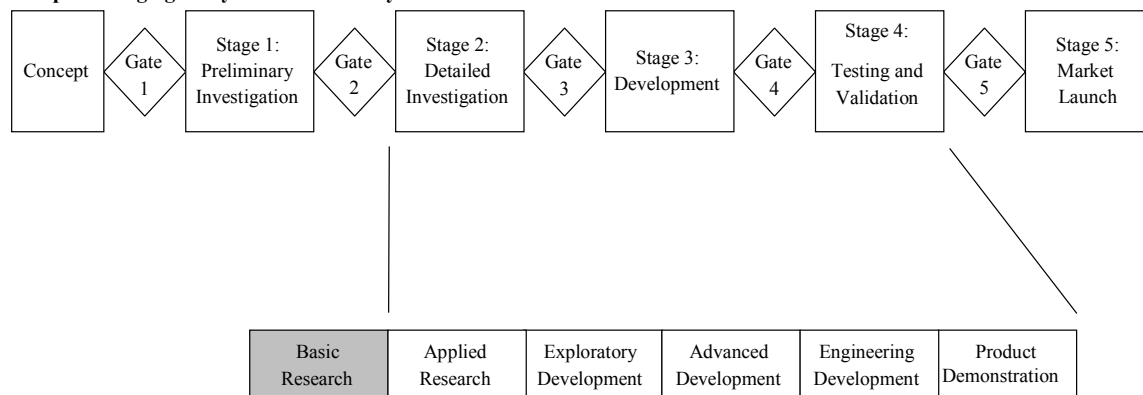 Concept
Gate
1
Stage 1:
Preliminary
Investigation
Gate
2
Stage 2:
Detailed
Investigation
Gate
3
Stage 3:
Development
Gate
4
Stage 4:
Testing and
Validation
Gate
5
Stage 5:
Market
Launch
Basic
Research
Applied
Research
Exploratory
Development
Advanced
Development
Engineering
Development
Product
Demonstration